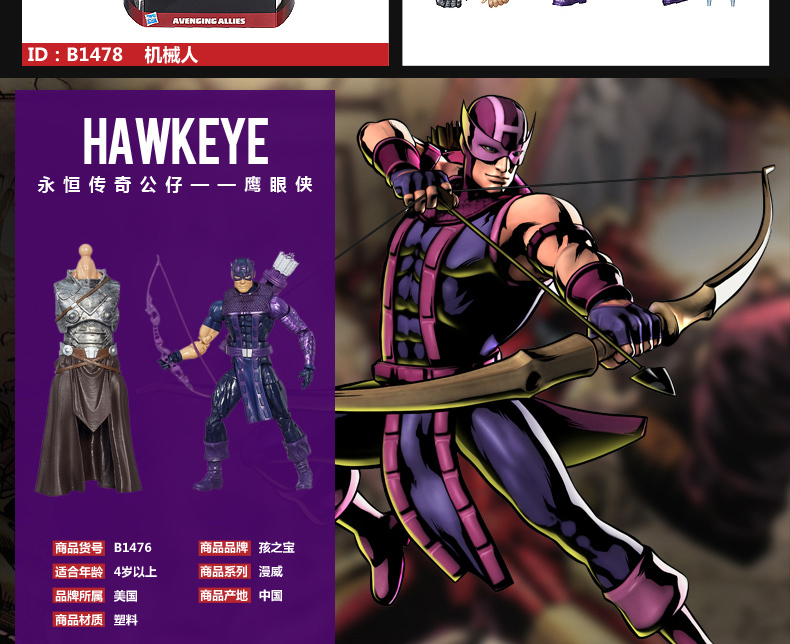 AVENGING ALLIES
ID：B1478 机械人
HAWKEYE
永恒传奇公仔——鹰眼侠
商品货号 B1476 商品品牌 孩之宝
适合年龄 4岁以上 商品系列 漫威
品牌所属 美国 商品产地 中国
商品材质 塑料